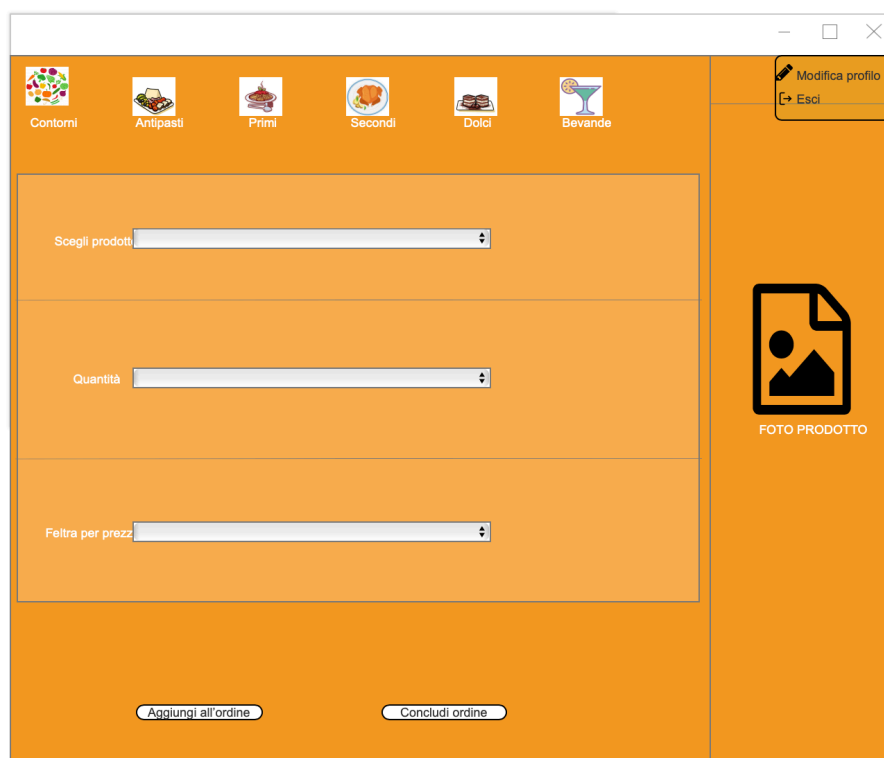 Modifica profilo
Esci
Contorni
Antipasti
Primi
Secondi
Dolci
Bevande
Scegli prodott
Quantità
Feltra per prezz
FOTO PRODOTTO
Aggiungi all'ordine
Concludi ordine